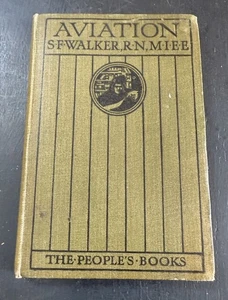 AVIATION
S·F·WALKER, R·N, M·I·E·E
THE·PEOPLE'S·BOOKS